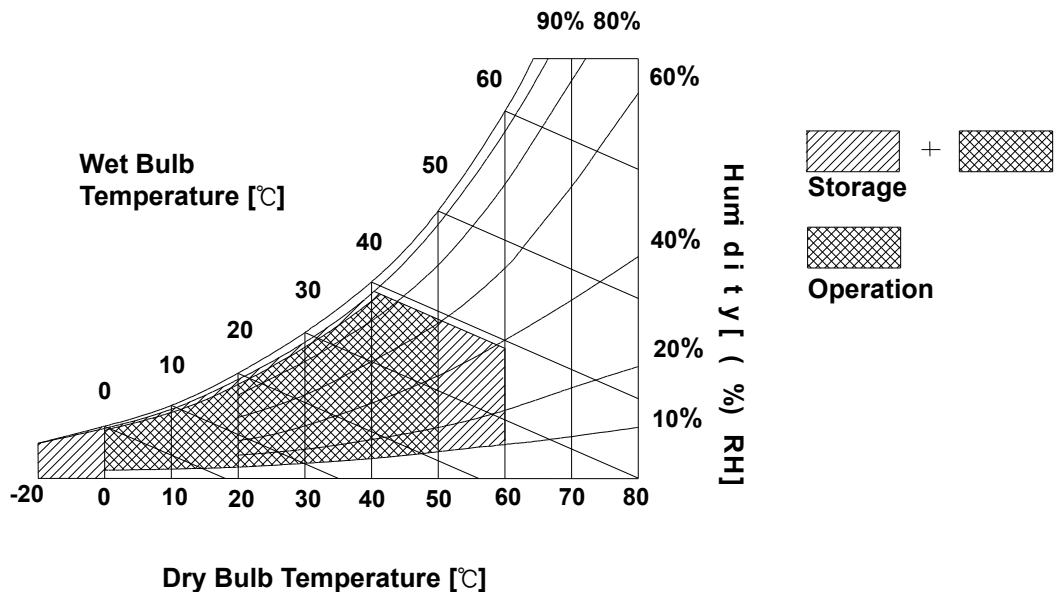 90% 80%
60
60%
50
Wet Bulb
Temperature [℃]
+
Storage
40
40%
30
Operation
20
20%
10
10%
0
Humidity[ ( %) RH]
-20 0 10 20 30 40 50 60 70 80
Dry Bulb Temperature [℃]